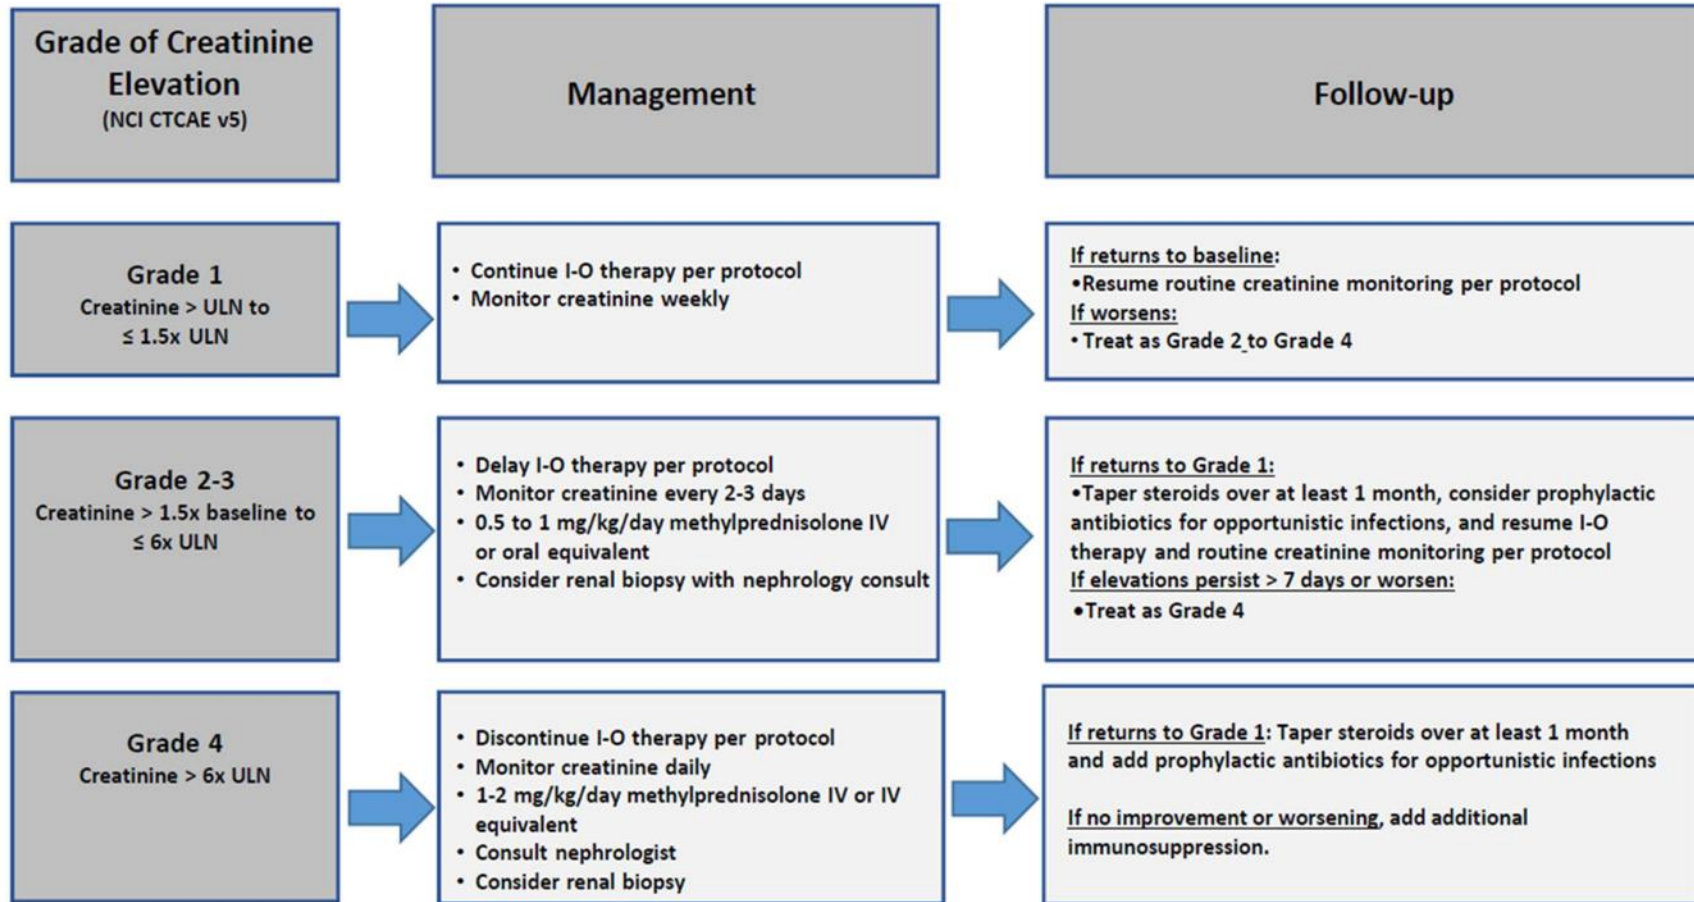 Grade of Creatinine
Elevation
(NCI CTCAE v5)
Management
Follow-up
Grade 1
Creatinine > ULN to
≤ 1.5x ULN
• Continue I-O therapy per protocol
• Monitor creatinine weekly
If returns to baseline:
•Resume routine creatinine monitoring per protocol
If worsens:
• Treat as Grade 2 to Grade 4
Grade 2-3
Creatinine > 1.5x baseline to
≤ 6x ULN
• Delay I-O therapy per protocol
• Monitor creatinine every 2-3 days
• 0.5 to 1 mg/kg/day methylprednisolone IV
or oral equivalent
• Consider renal biopsy with nephrology consult
If returns to Grade 1:
•Taper steroids over at least 1 month, consider prophylactic
antibiotics for opportunistic infections, and resume I-O
therapy and routine creatinine monitoring per protocol
If elevations persist > 7 days or worsen:
•Treat as Grade 4
Grade 4
Creatinine > 6x ULN
• Discontinue I-O therapy per protocol
• Monitor creatinine daily
• 1-2 mg/kg/day methylprednisolone IV or IV
equivalent
• Consult nephrologist
• Consider renal biopsy
If returns to Grade 1: Taper steroids over at least 1 month
and add prophylactic antibiotics for opportunistic infections
If no improvement or worsening, add additional
immunosuppression.